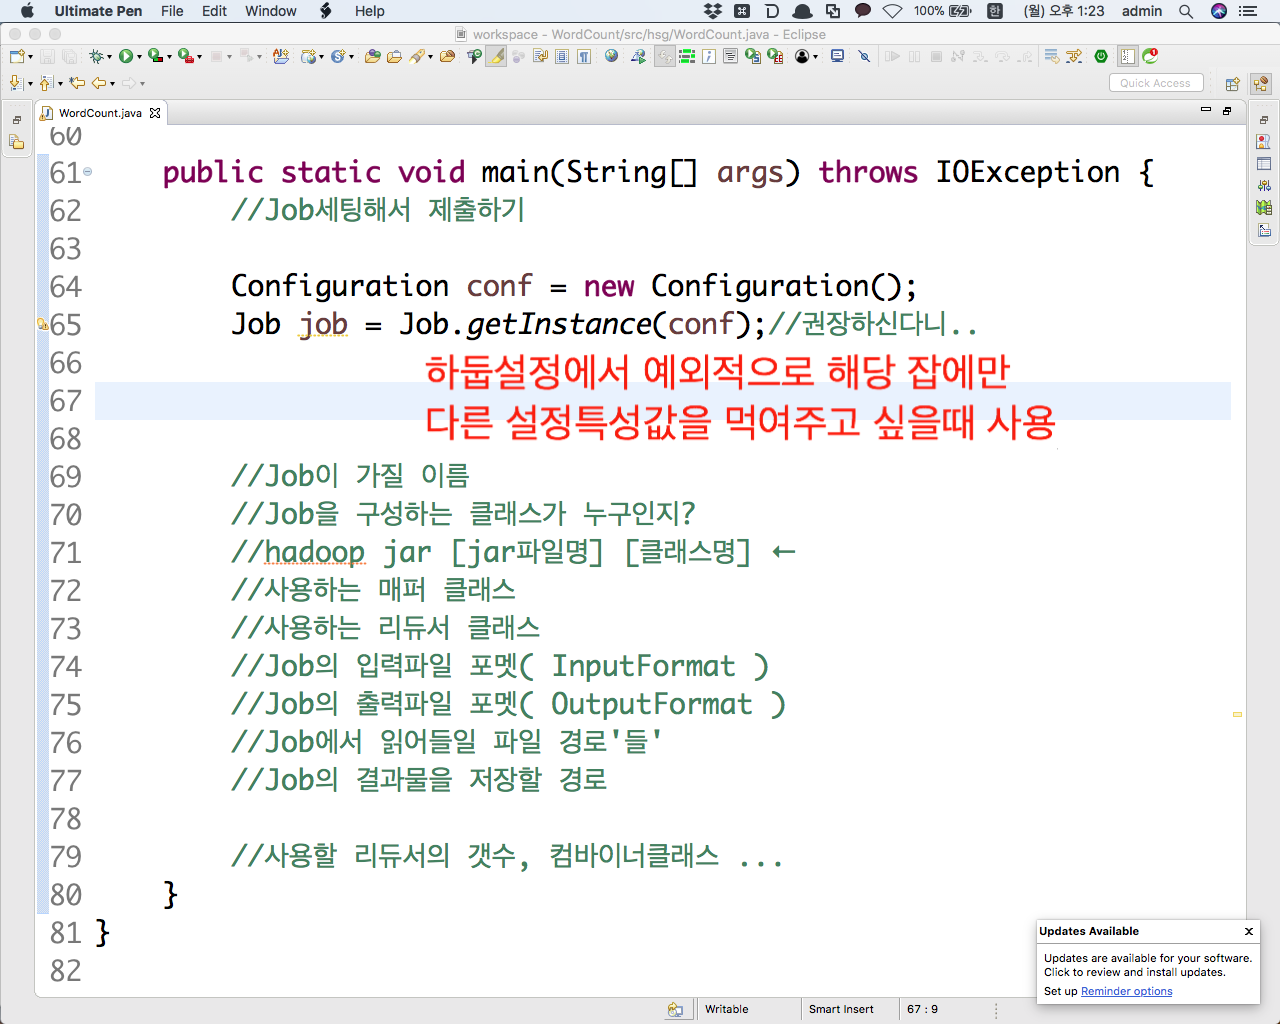 Ultimate Pen File Edit Window Help 100% 한 (월) 오후 1:23 admin
workspace - WordCount/src/hsg/WordCount.java - Eclipse
Quick Access
WordCount.java
60
61 public static void main(String[] args) throws IOException {
62 //Job세팅해서 제출하기
63
64 Configuration conf = new Configuration();
65 Job job = Job.getInstance(conf);//권장하신다니..
66
하둡설정에서 예외적으로 해당 잡에만
67
다른 설정특성값을 먹여주고 싶을때 사용
68
69 //Job이 가질 이름
70 //Job을 구성하는 클래스가 누구인지?
71 //hadoop jar [jar파일명] [클래스명] ←
72 //사용하는 매퍼 클래스
73 //사용하는 리듀서 클래스
74 //Job의 입력파일 포멧( InputFormat )
75 //Job의 출력파일 포멧( OutputFormat )
76 //Job에서 읽어들일 파일 경로'들'
77 //Job의 결과물을 저장할 경로
78
79 //사용할 리듀서의 갯수, 컴바이너클래스 ...
80 }
81 }
82
Updates Available
Updates are available for your software.
Click to review and install updates.
Set up Reminder options
Writable Smart Insert 67 : 9